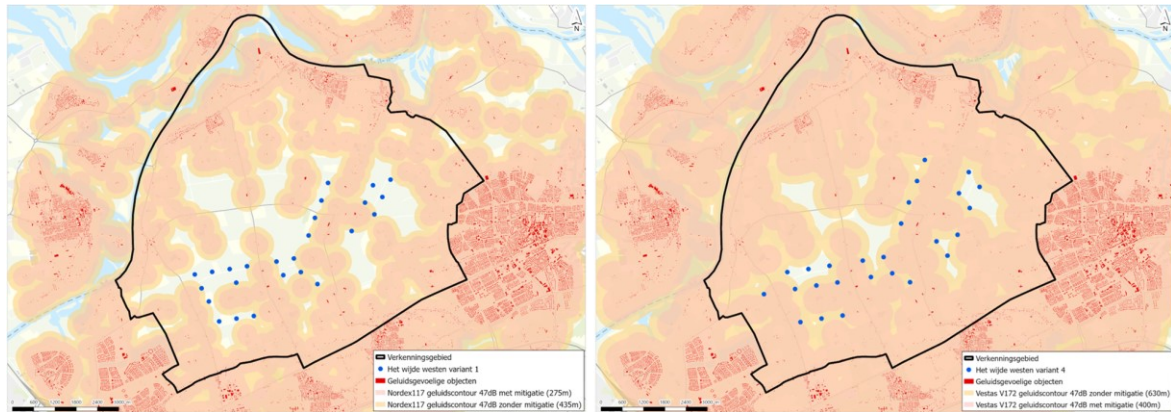 N
Verkenningsgebied
Het wijde westen variant 1
Geluidsgevoelige objecten
Nordex117 geluidscontour 47dB met mitigatie (275m)
Nordex117 geluidscontour 47dB zonder mitigatie (435m)
N
Verkenningsgebied
Het wijde westen variant 4
Geluidsgevoelige objecten
Vestas V172 geluidscontour 47dB zonder mitigatie (630m)
Vestas V172 geluidscontour 47dB met mitigatie (400m)